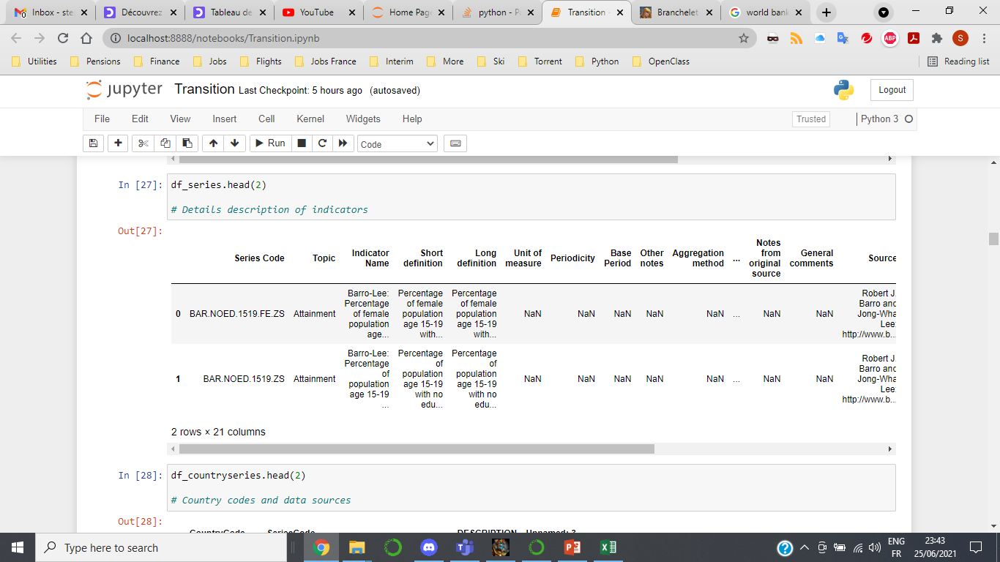 Inbox - ste
Découvrez
Tableau de
YouTube
Home Page
python - P
Transition -
Branchelet
world bank
localhost:8888/notebooks/Transition.ipynb
ABP
S
Utilities
Pensions
Finance
Jobs
Flights
Jobs France
Interim
More
Ski
Torrent
Python
OpenClass
Reading list
jupyter Transition Last Checkpoint: 5 hours ago (autosaved)
Logout
File Edit View Insert Cell Kernel Widgets Help
Trusted
Python 3
Run
Code
In [27]:
df_series.head(2)
# Details description of indicators
Out[27]:
Series Code
Topic
Indicator
Name
Short
definition
Long
definition
Unit of
measure
Periodicity
Base
Period
Other
notes
Aggregation
method
...
Notes
from
original
source
General
comments
Source
0
BAR.NOED.1519.FE.ZS
Attainment
Barro-Lee:
Percentage
of female
population
age...
Percentage
of female
population
age 15-19
with...
Percentage
of female
population
age 15-19
with...
NaN
NaN
NaN
NaN
NaN
...
NaN
NaN
Robert J.
Barro and
Jong-Wha
Lee:
http://www.b...
1
BAR.NOED.1519.ZS
Attainment
Barro-Lee:
Percentage
of
population
age 15-19
...
Percentage
of
population
age 15-19
with no
edu...
Percentage
of
population
age 15-19
with no
edu...
NaN
NaN
NaN
NaN
NaN
...
NaN
NaN
Robert J.
Barro and
Jong-Wha
Lee:
http://www.b...
2 rows × 21 columns
In [28]:
df_countryseries.head(2)
# Country codes and data sources
Out[28]:
CountryCode
SeriesCode
DESCRIPTION
Unnamed: 3
Type here to search
ENG
FR
23:43
25/06/2021